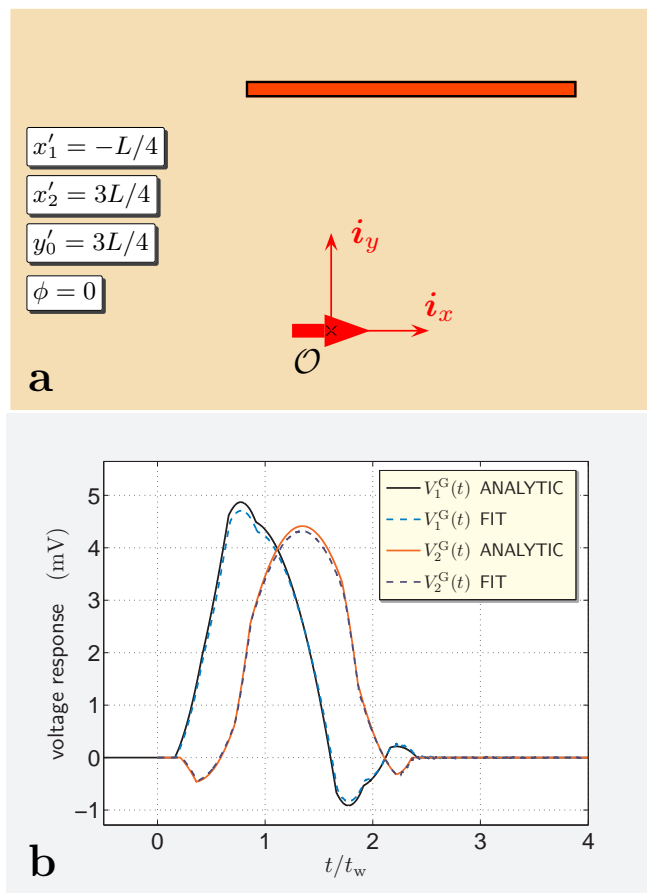 x′₁ = −L/4
x′₂ = 3L/4
y′₀ = 3L/4
ϕ = 0
i_y
i_x
𝒪
a
V₁ᴳ(t) ANALYTIC
V₁ᴳ(t) FIT
V₂ᴳ(t) ANALYTIC
V₂ᴳ(t) FIT
voltage response (mV)
5
4
3
2
1
0
−1
0 1 2 3 4
t/t_w
b